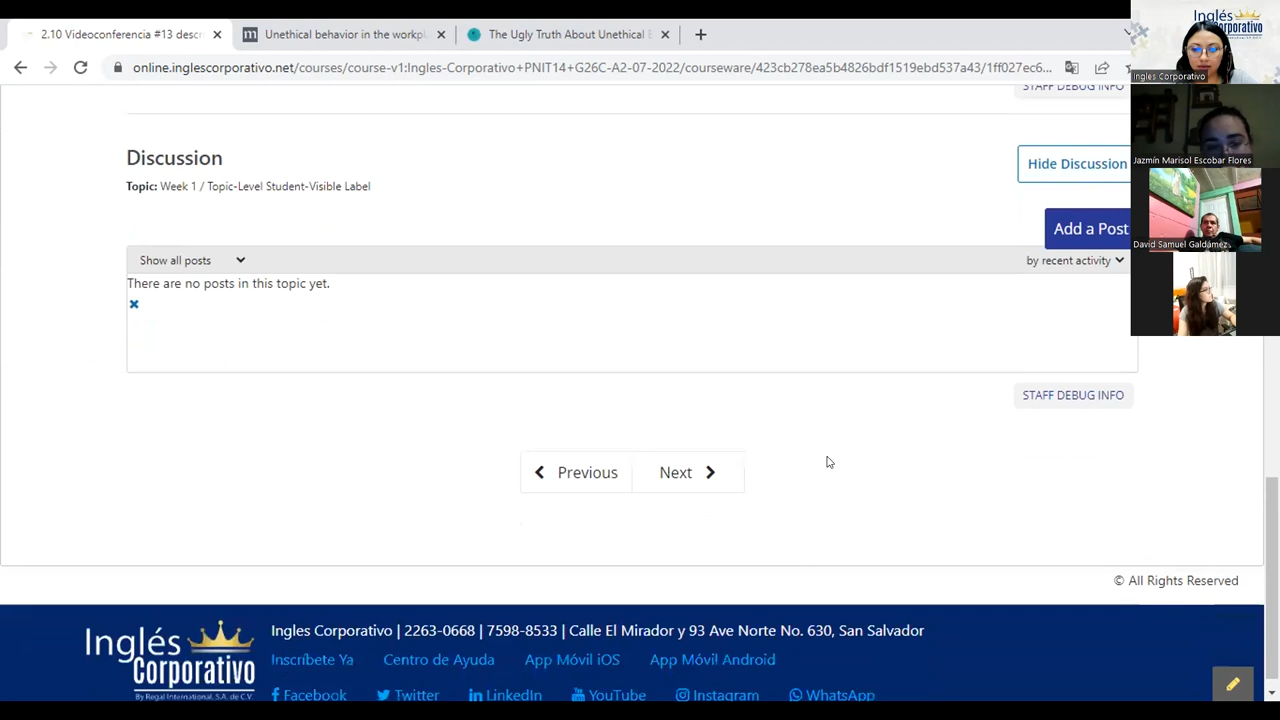 2.10 Videoconferencia #13 descr
Unethical behavior in the workpl
The Ugly Truth About Unethical B
online.inglescorporativo.net/courses/course-v1:Ingles-Corporativo+PNIT14+G26C-A2-07-2022/courseware/423cb278ea5b4826bdf1519ebd537a43/1ff027ec6...
Inglés
Corporativo
Ingles Corporativo
Jazmín Marisol Escobar Flores
David Samuel Galdámez
STAFF DEBUG INFO
Discussion
Hide Discussion
Topic: Week 1 / Topic-Level Student-Visible Label
Add a Post
Show all posts
by recent activity
There are no posts in this topic yet.
STAFF DEBUG INFO
Previous
Next
© All Rights Reserved
Inglés
Corporativo
By Regal International, S.A. de C.V.
Ingles Corporativo | 2263-0668 | 7598-8533 | Calle El Mirador y 93 Ave Norte No. 630, San Salvador
Inscríbete Ya
Centro de Ayuda
App Móvil iOS
App Móvil Android
Facebook
Twitter
LinkedIn
YouTube
Instagram
WhatsApp